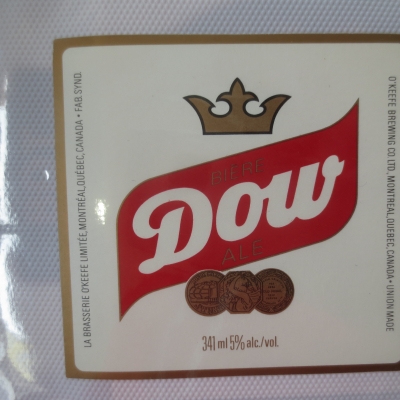 LA BRASSERIE O'KEEFE LIMITÉE, MONTRÉAL, QUÉBEC, CANADA • FAB. SYND.
BIÈRE
Dow
ALE
341 ml 5% alc./vol.
O'KEEFE BREWING CO. LTD., MONTREAL, QUEBEC, CANADA • UNION MADE